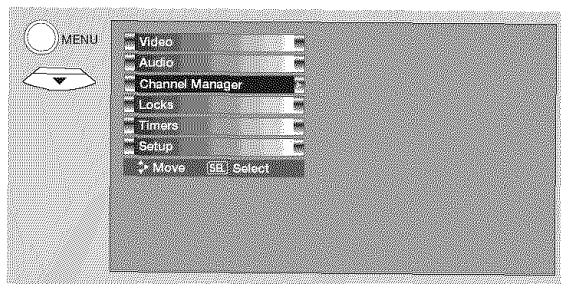 MENU
Video
Audio
Channel Manager
Locks
Timers
Setup
Move SEL Select